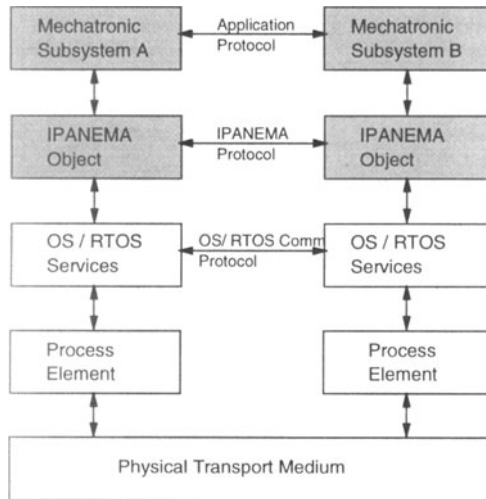 Mechatronic
Subsystem A
Application
Protocol
Mechatronic
Subsystem B
IPANEMA
Object
IPANEMA
Protocol
IPANEMA
Object
OS / RTOS
Services
OS/ RTOS Comm
Protocol
OS / RTOS
Services
Process
Element
Process
Element
Physical Transport Medium